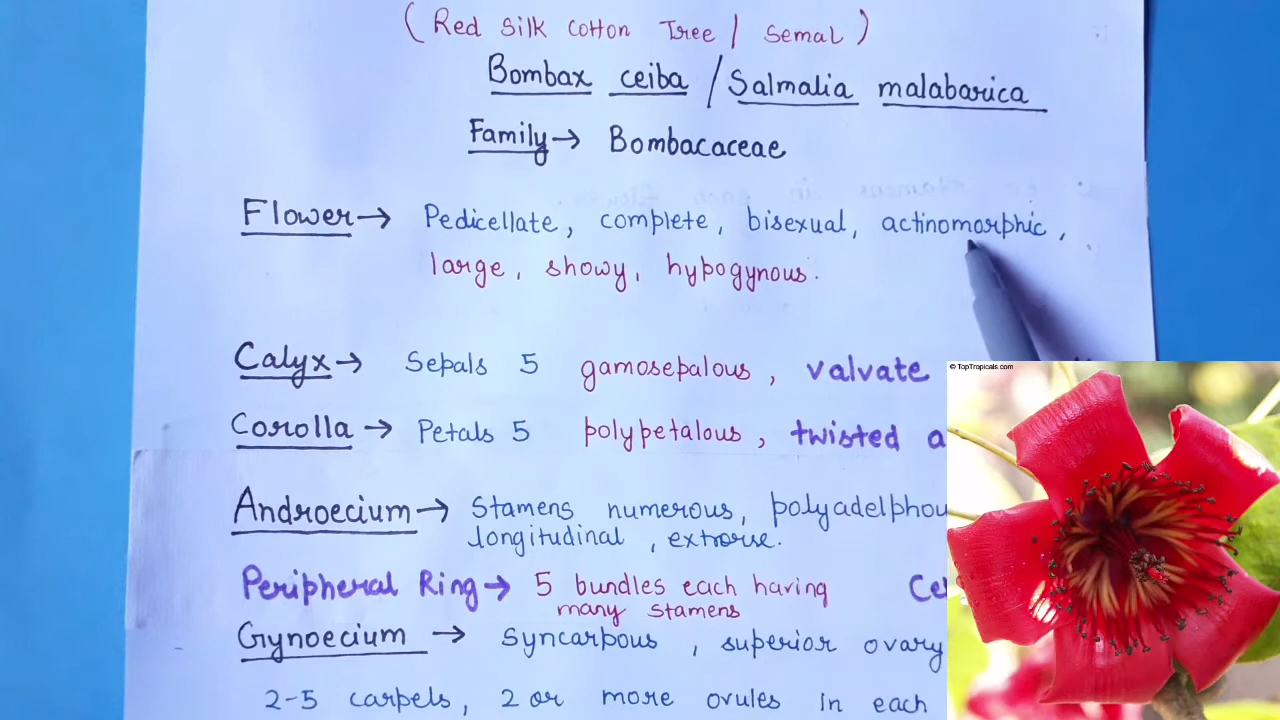 ( Red Silk Cotton Tree / Semal )
Bombax ceiba / Salmalia malabarica
Family → Bombacaceae
Flower → Pedicellate, complete, bisexual, actinomorphic,
large, showy, hypogynous.
Calyx → Sepals 5 gamosepalous, valvate
Corolla → Petals 5 polypetalous, twisted a
© TopTropicals.com
Androecium → Stamens numerous, polyadelphou
longitudinal, extrorse.
Peripheral Ring → 5 bundles each having Ce
many stamens
Gynoecium → Syncarpous, superior ovary
2-5 carpels, 2 or more ovules in each